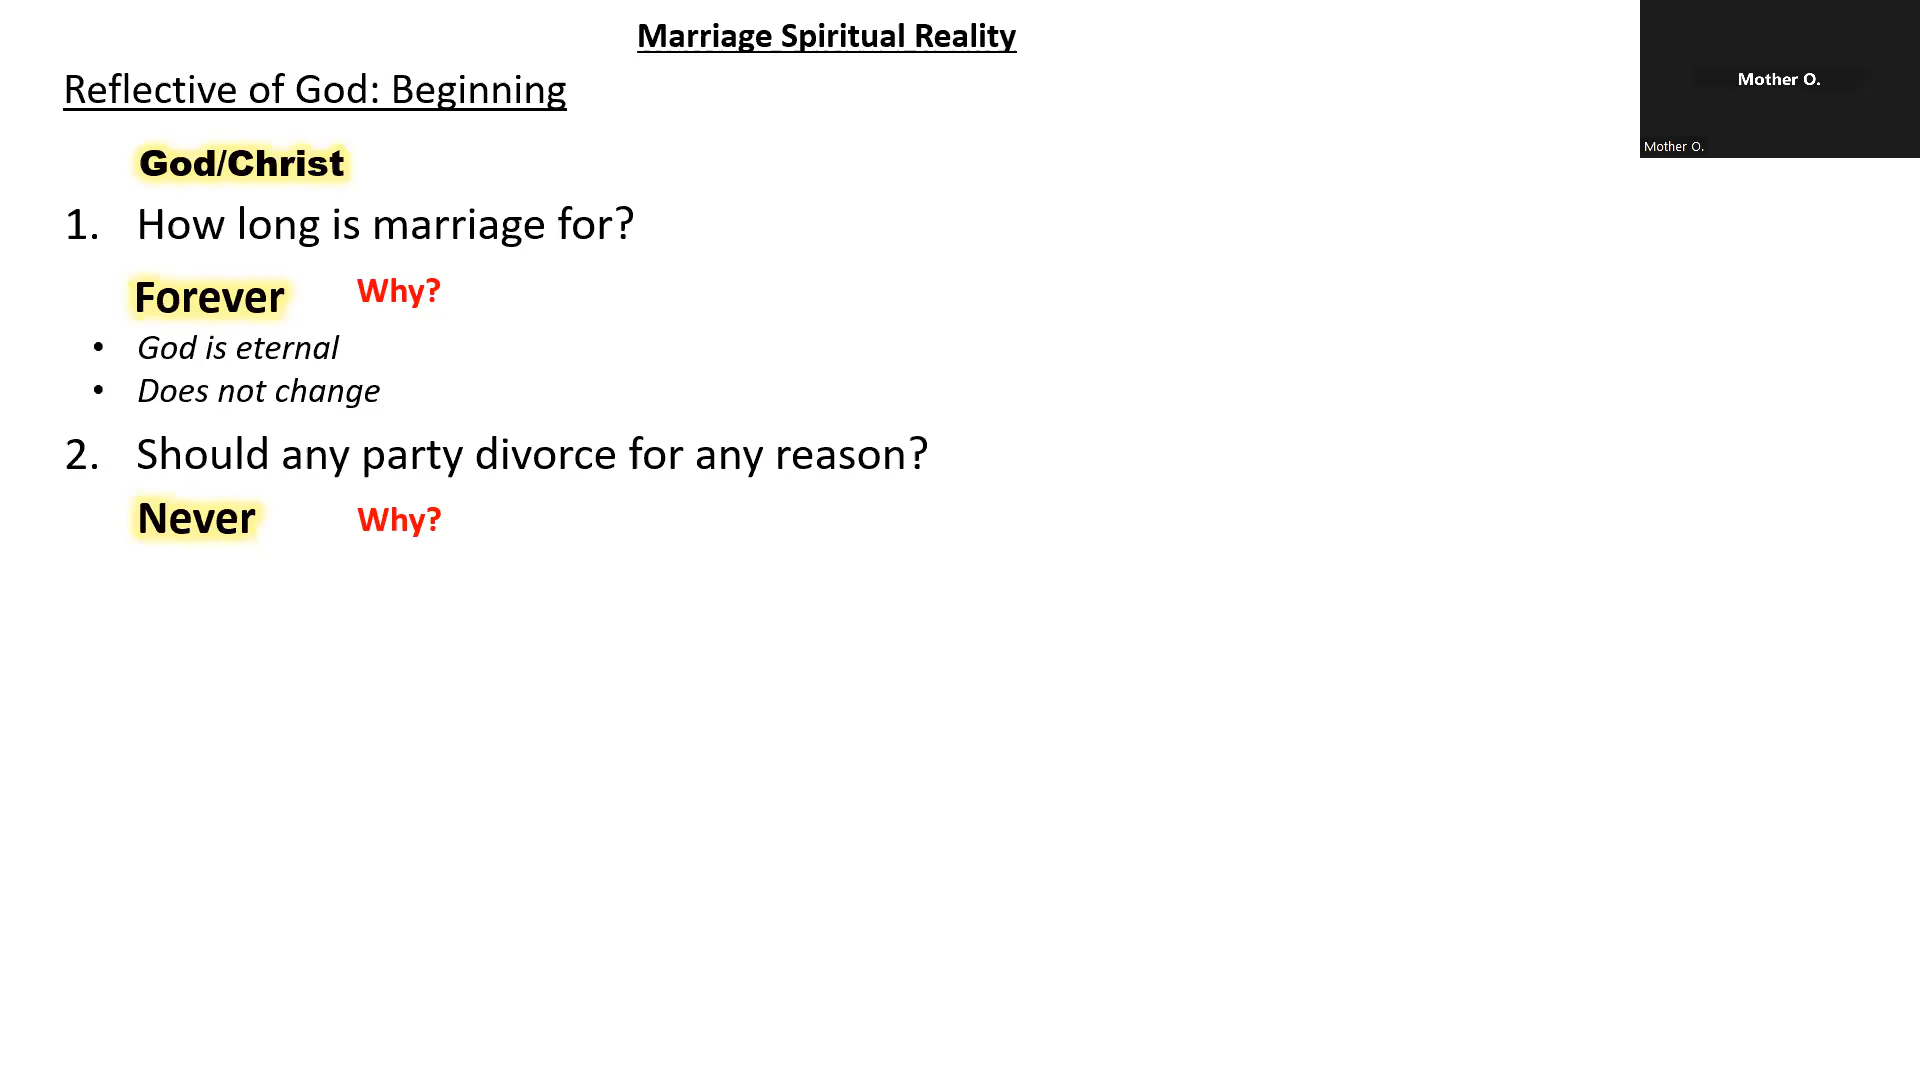 Marriage Spiritual Reality
Reflective of God: Beginning
God/Christ
1. How long is marriage for?
Forever Why?
• God is eternal
• Does not change
2. Should any party divorce for any reason?
Never Why?
Mother O.
Mother O.